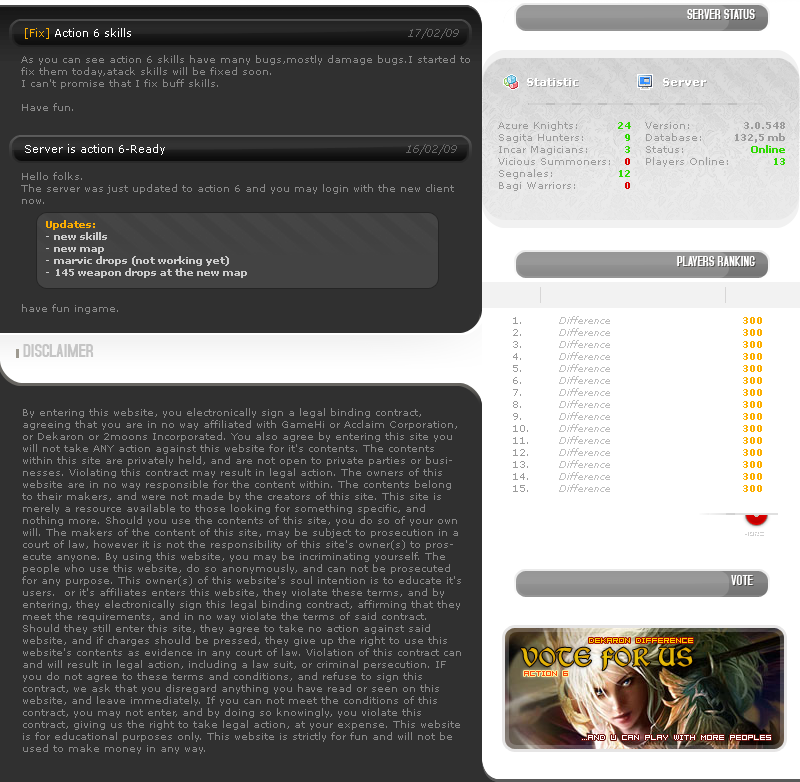 [Fix] Action 6 skills 17/02/09
As you can see action 6 skills have many bugs,mostly damage bugs.I started to
fix them today,atack skills will be fixed soon.
I can't promise that I fix buff skills.
Have fun.
Server is action 6-Ready 16/02/09
Hello folks.
The server was just updated to action 6 and you may login with the new client
now.
Updates:
- new skills
- new map
- marvic drops (not working yet)
- 145 weapon drops at the new map
have fun ingame.
DISCLAIMER
By entering this website, you electronically sign a legal binding contract,
agreeing that you are in no way affiliated with GameHi or Acclaim Corporation,
or Dekaron or 2moons Incorporated. You also agree by entering this site you
will not take ANY action against this website for it's contents. The contents
within this site are privately held, and are not open to private parties or busi-
nesses. Violating this contract may result in legal action. The owners of this
website are in no way responsible for the content within. The contents belong
to their makers, and were not made by the creators of this site. This site is
merely a resource available to those looking for something specific, and
nothing more. Should you use the contents of this site, you do so of your own
will. The makers of the content of this site, may be subject to prosecution in a
court of law, however it is not the responsibility of this site's owner(s) to pros-
ecute anyone. By using this website, you may be incriminating yourself. The
people who use this website, do so anonymously, and can not be prosecuted
for any purpose. This owner(s) of this website's soul intention is to educate it's
users.  or it's affiliates enters this website, they violate these terms, and by
entering, they electronically sign this legal binding contract, affirming that they
meet the requirements, and in no way violate the terms of said contract.
Should they still enter this site, they agree to take no action against said
website, and if charges should be pressed, they give up the right to use this
website's contents as evidence in any court of law. Violation of this contract can
and will result in legal action, including a law suit, or criminal persecution. IF
you do not agree to these terms and conditions, and refuse to sign this
contract, we ask that you disregard anything you have read or seen on this
website, and leave immediately. If you can not meet the conditions of this
contract, you may not enter, and by doing so knowingly, you violate this
contract, giving us the right to take legal action, at your expense. This website
is for educational purposes only. This website is strictly for fun and will not be
used to make money in any way.
SERVER STATUS
Statistic Server
Azure Knights: 24 Version: 3.0.548
Sagita Hunters: 9 Database: 132,5 mb
Incar Magicians: 3 Status: Online
Vicious Summoners: 0 Players Online: 13
Segnales: 12
Bagi Warriors: 0
PLAYERS RANKING
1. Difference 300
2. Difference 300
3. Difference 300
4. Difference 300
5. Difference 300
6. Difference 300
7. Difference 300
8. Difference 300
9. Difference 300
10. Difference 300
11. Difference 300
12. Difference 300
13. Difference 300
14. Difference 300
15. Difference 300
MORE
VOTE
DEKARON DIFFERENCE
VOTE FOR US
ACTION 6
...AND U CAN PLAY WITH MORE PEOPLES